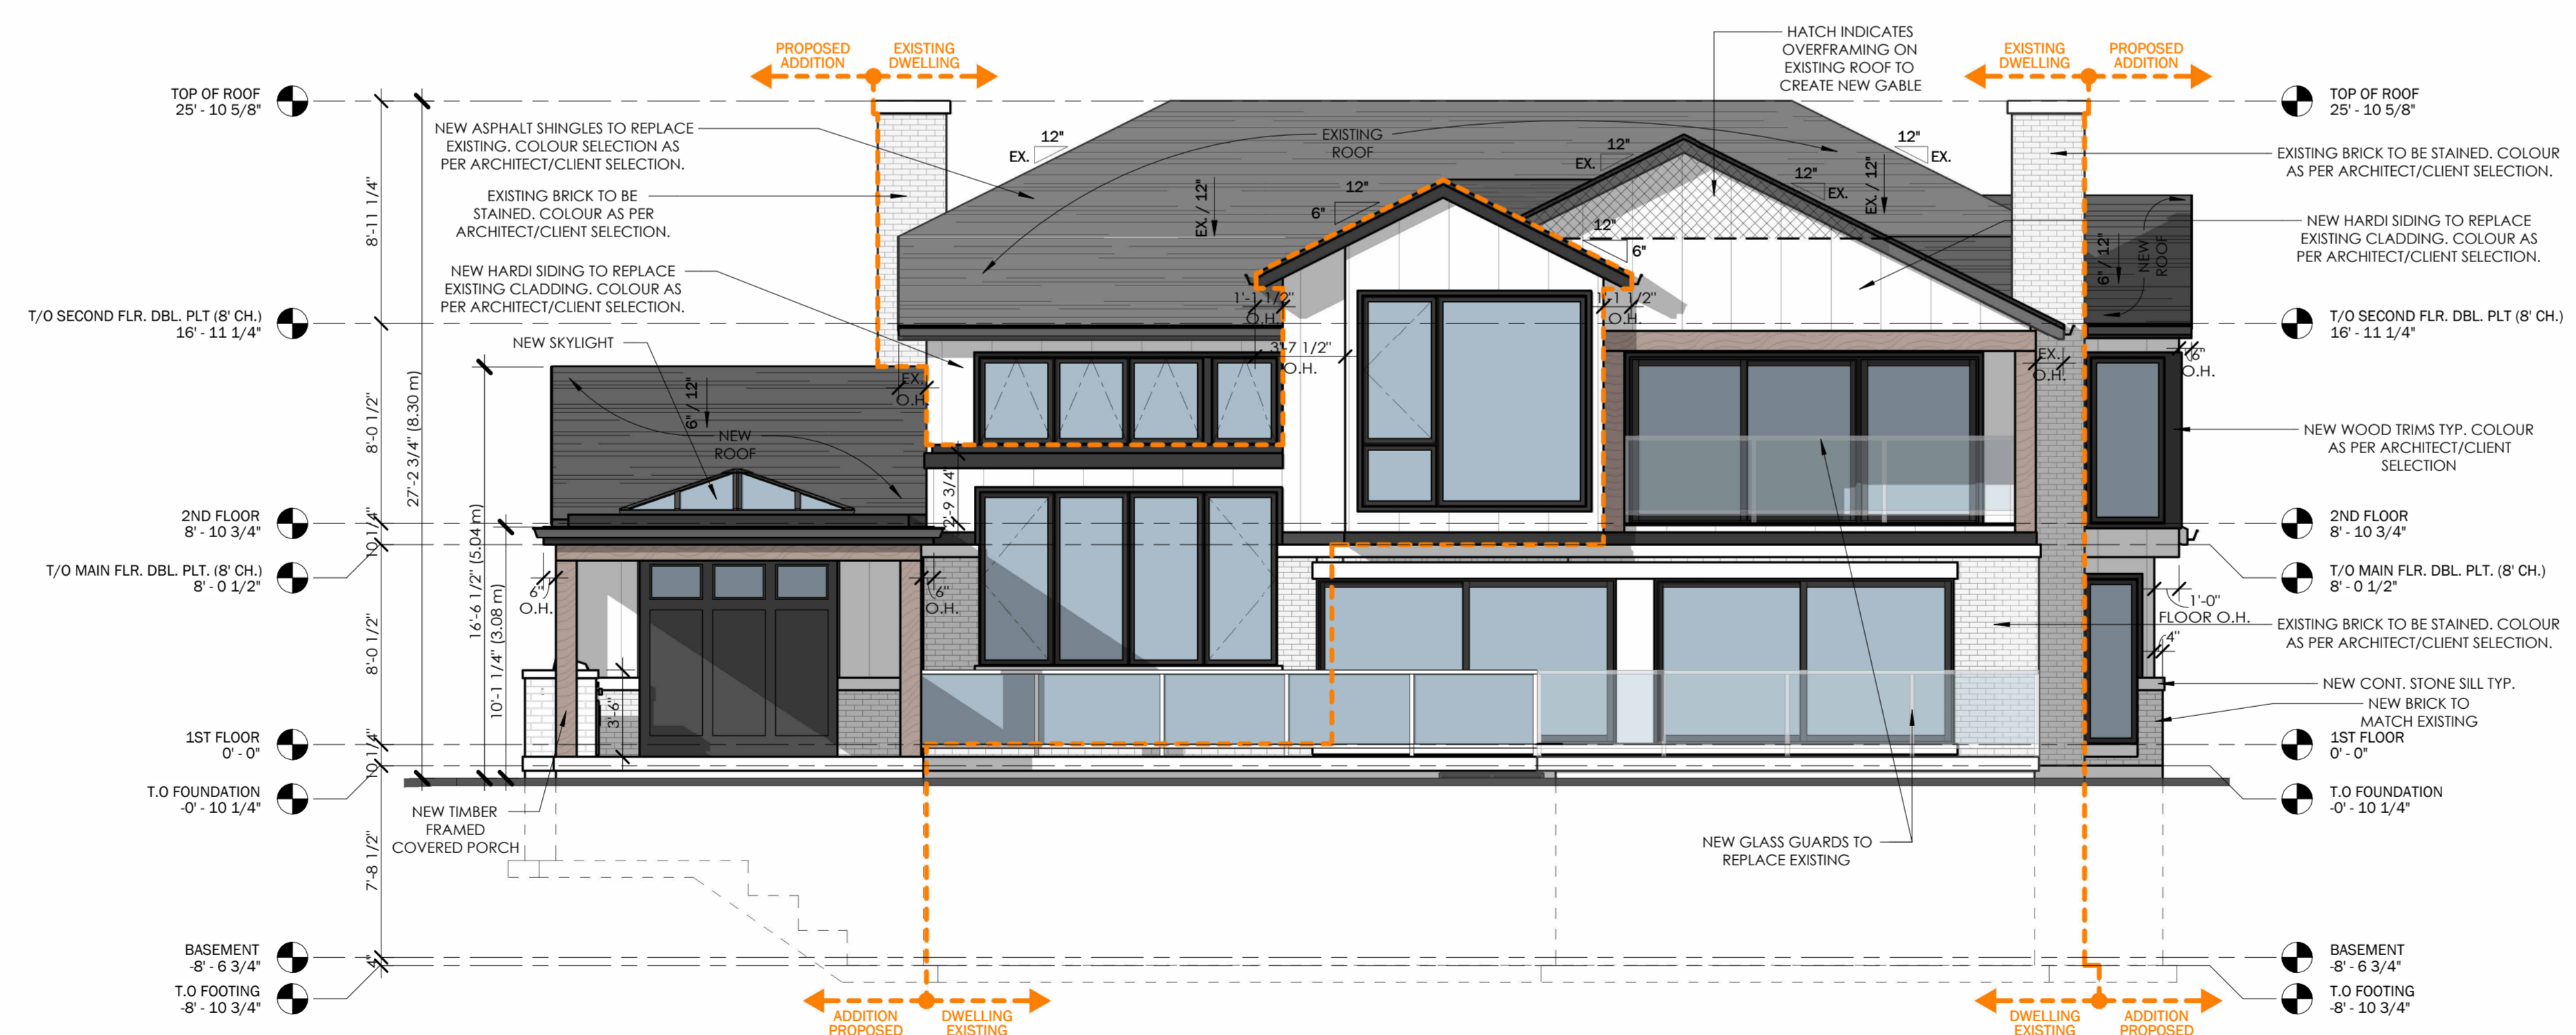 PROPOSED
ADDITION
EXISTING
DWELLING
HATCH INDICATES
OVERFRAMING ON
EXISTING ROOF TO
CREATE NEW GABLE
EXISTING
DWELLING
PROPOSED
ADDITION
TOP OF ROOF
25' - 10 5/8"
T/O SECOND FLR. DBL. PLT (8' CH.)
16' - 11 1/4"
2ND FLOOR
8' - 10 3/4"
T/O MAIN FLR. DBL. PLT. (8' CH.)
8' - 0 1/2"
1ST FLOOR
0' - 0"
T.O FOUNDATION
-0' - 10 1/4"
BASEMENT
-8' - 6 3/4"
T.O FOOTING
-8' - 10 3/4"
8'-11 1/4"
8'-0 1/2"
10 1/4"
8'-0 1/2"
10 1/4"
7'-8 1/2"
4"
27'-2 3/4" (8.30 m)
16'-6 1/2" (5.04 m)
10'-1 1/4" (3.08 m)
NEW ASPHALT SHINGLES TO REPLACE
EXISTING. COLOUR SELECTION AS
PER ARCHITECT/CLIENT SELECTION.
EXISTING BRICK TO BE
STAINED. COLOUR AS PER
ARCHITECT/CLIENT SELECTION.
NEW HARDI SIDING TO REPLACE
EXISTING CLADDING. COLOUR AS
PER ARCHITECT/CLIENT SELECTION.
NEW SKYLIGHT
6" / 12"
NEW
ROOF
EX.
O.H.
6"
O.H.
6"
O.H.
3'-6"
2'-9 3/4"
NEW TIMBER
FRAMED
COVERED PORCH
12"
EX.
EXISTING
ROOF
EX. / 12"
12"
6"
12"
EX.
12"
EX.
12"
6"
EX. / 12"
12"
EX.
1'-1 1/2"
O.H.
3'-7 1/2"
O.H.
1'-1 1/2"
O.H.
EX.
O.H.
6" / 12"
NEW
ROOF
6"
O.H.
1'-0"
FLOOR O.H.
4"
NEW GLASS GUARDS TO
REPLACE EXISTING
TOP OF ROOF
25' - 10 5/8"
EXISTING BRICK TO BE STAINED. COLOUR
AS PER ARCHITECT/CLIENT SELECTION.
NEW HARDI SIDING TO REPLACE
EXISTING CLADDING. COLOUR AS
PER ARCHITECT/CLIENT SELECTION.
T/O SECOND FLR. DBL. PLT (8' CH.)
16' - 11 1/4"
NEW WOOD TRIMS TYP. COLOUR
AS PER ARCHITECT/CLIENT
SELECTION
2ND FLOOR
8' - 10 3/4"
T/O MAIN FLR. DBL. PLT. (8' CH.)
8' - 0 1/2"
EXISTING BRICK TO BE STAINED. COLOUR
AS PER ARCHITECT/CLIENT SELECTION.
NEW CONT. STONE SILL TYP.
NEW BRICK TO
MATCH EXISTING
1ST FLOOR
0' - 0"
T.O FOUNDATION
-0' - 10 1/4"
BASEMENT
-8' - 6 3/4"
T.O FOOTING
-8' - 10 3/4"
ADDITION
PROPOSED
DWELLING
EXISTING
DWELLING
EXISTING
ADDITION
PROPOSED